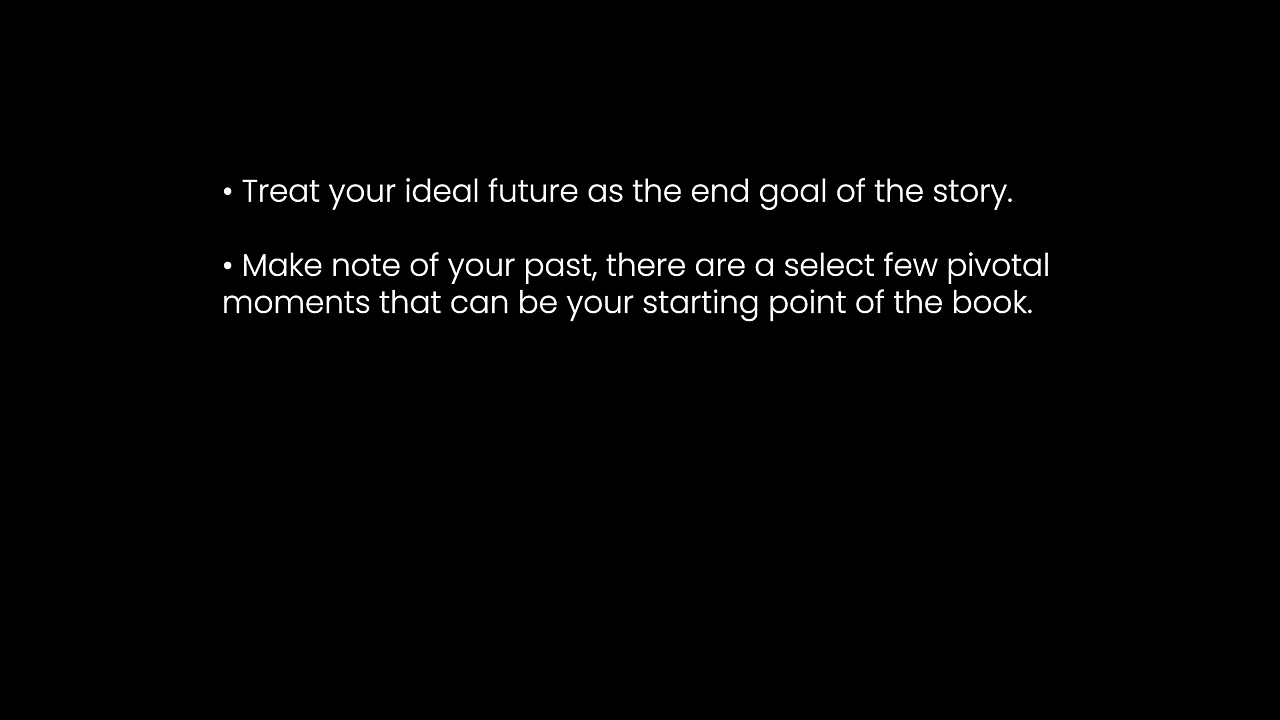 • Treat your ideal future as the end goal of the story.
• Make note of your past, there are a select few pivotal
moments that can be your starting point of the book.